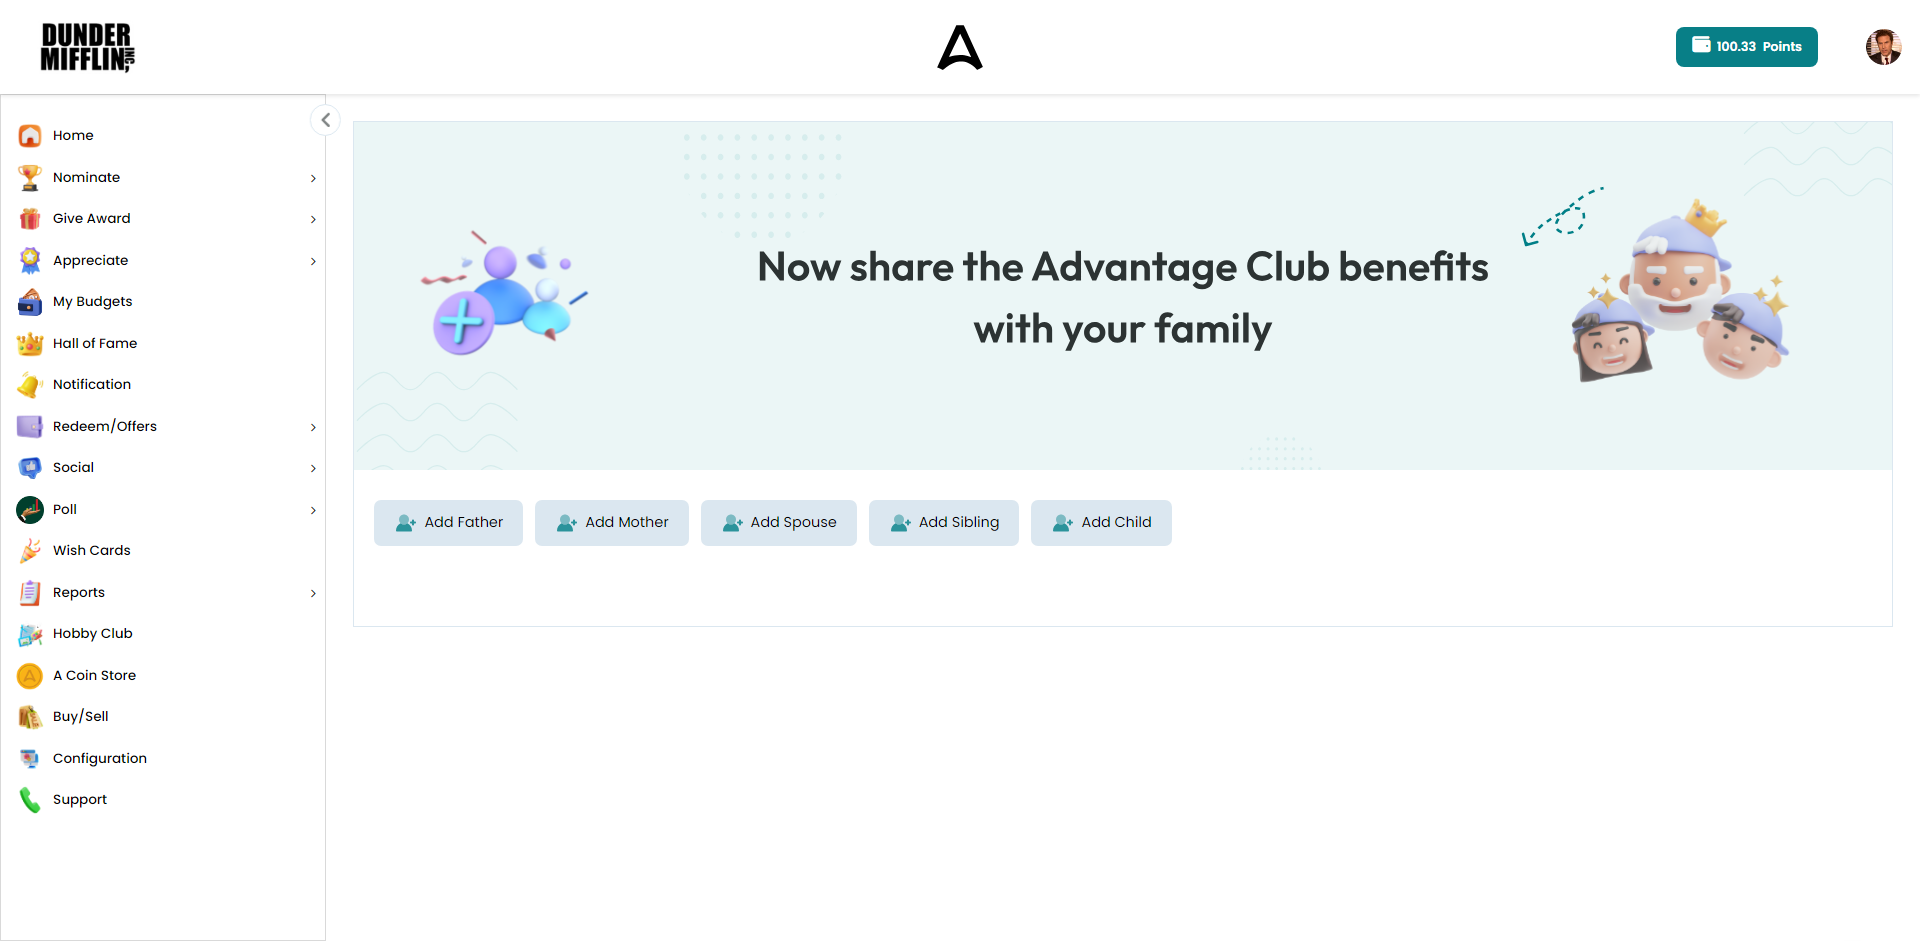 DUNDER
MIFFLIN INC,
100.33 Points
Home
Nominate
Give Award
Appreciate
My Budgets
Hall of Fame
Notification
Redeem/Offers
Social
Poll
Wish Cards
Reports
Hobby Club
A Coin Store
Buy/Sell
Configuration
Support
Now share the Advantage Club benefits
with your family
Add Father
Add Mother
Add Spouse
Add Sibling
Add Child